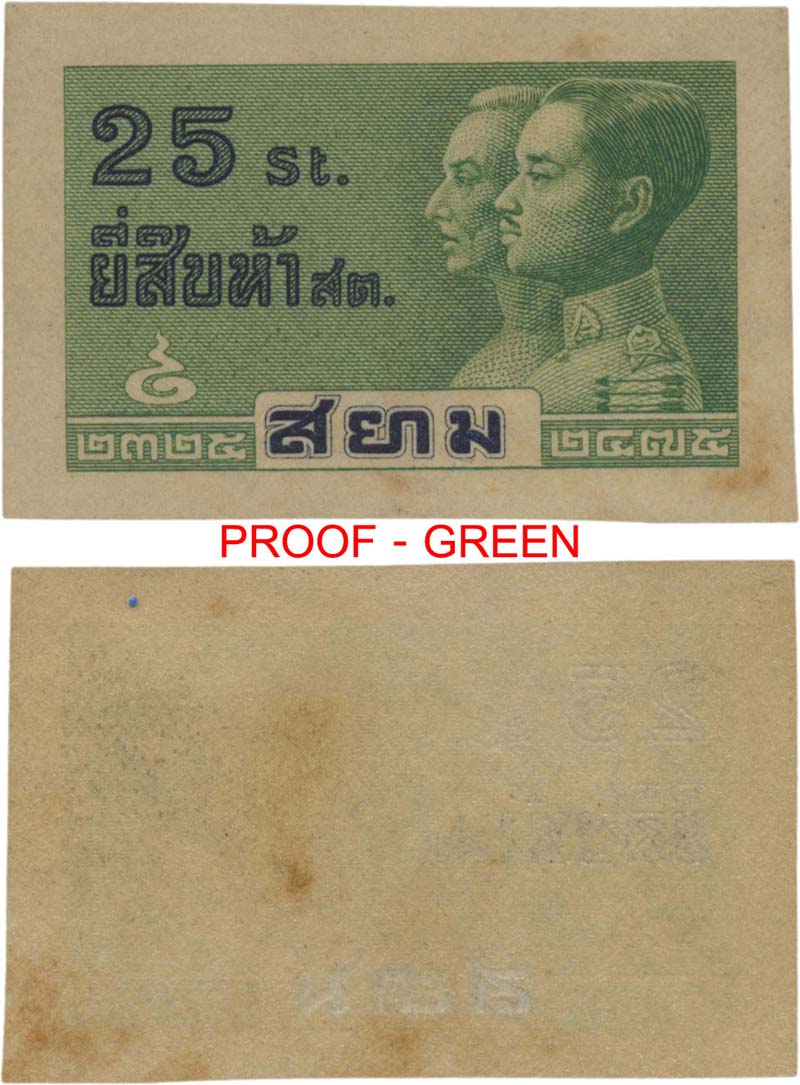 25 St.
ยี่สิบห้า สต.
๒๓๒๕ สยาม ๒๔๗๕
PROOF - GREEN